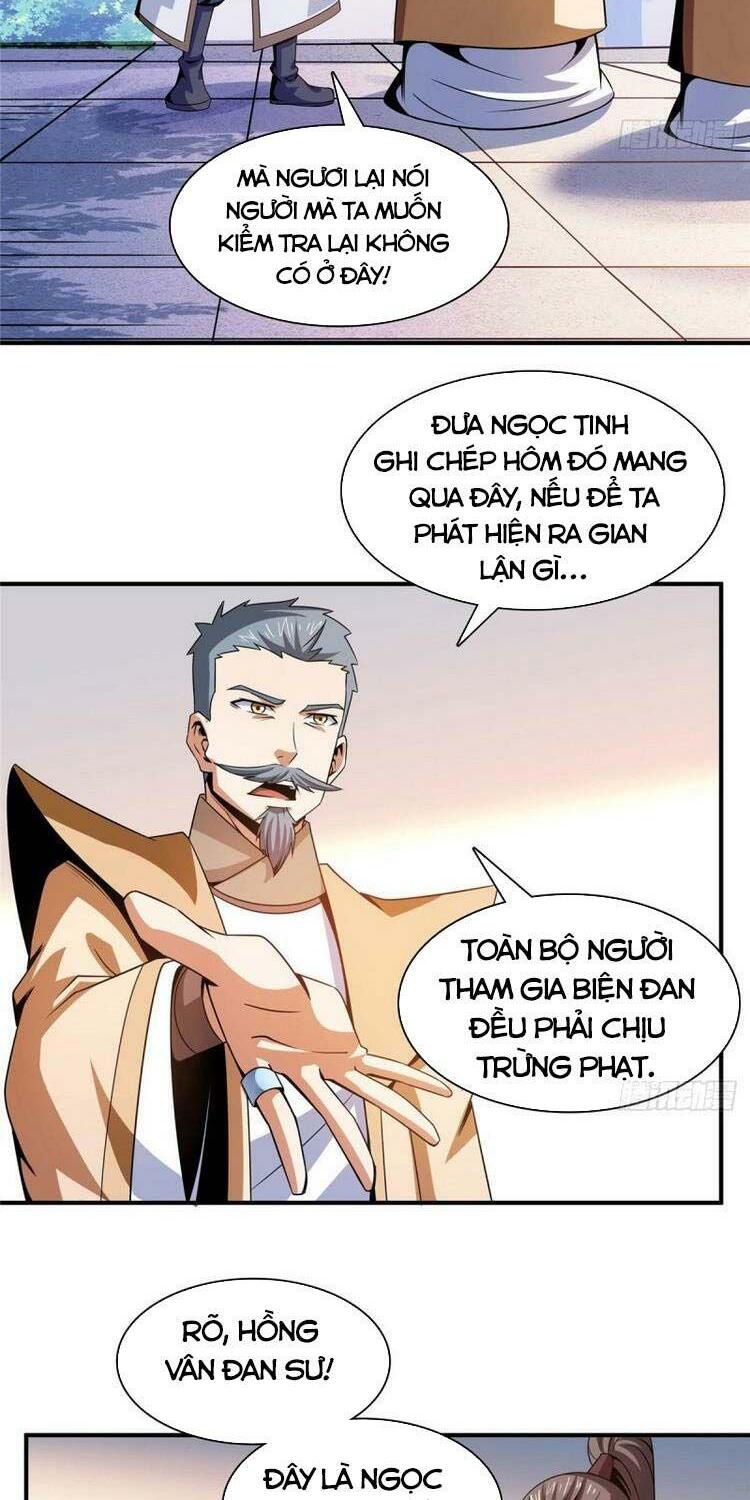 MÀ NGƯƠI LẠI NÓI
NGƯỜI MÀ TA MUỐN
KIỂM TRA LẠI KHÔNG
CÓ Ở ĐÂY!
ĐƯA NGỌC TINH
GHI CHÉP HÔM ĐÓ MANG
QUA ĐÂY, NẾU ĐỂ TA
PHÁT HIỆN RA GIAN
LẬN GÌ...
TOÀN BỘ NGƯỜI
THAM GIA BIỆN ĐAN
ĐỀU PHẢI CHỊU
TRỪNG PHẠT.
RÕ, HỒNG
VÂN ĐAN SƯ!
ĐÂY LÀ NGỌC